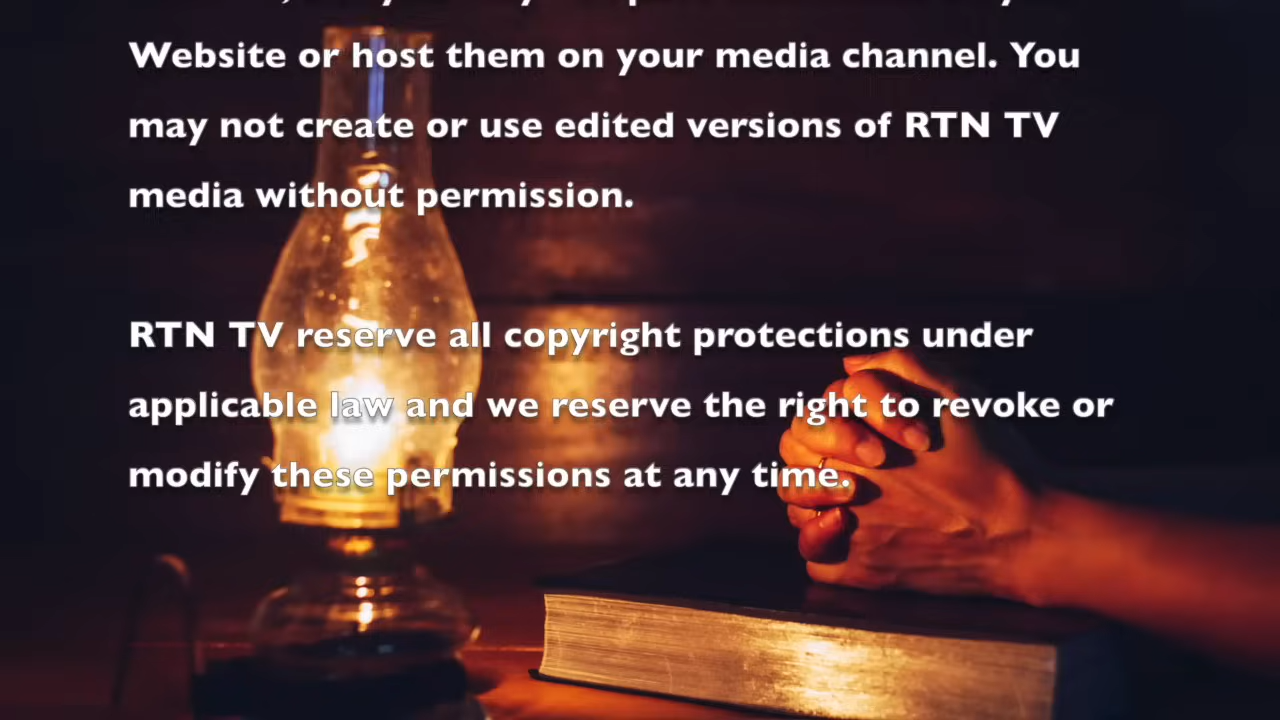 Website or host them on your media channel. You
may not create or use edited versions of RTN TV
media without permission.
RTN TV reserve all copyright protections under
applicable law and we reserve the right to revoke or
modify these permissions at any time.